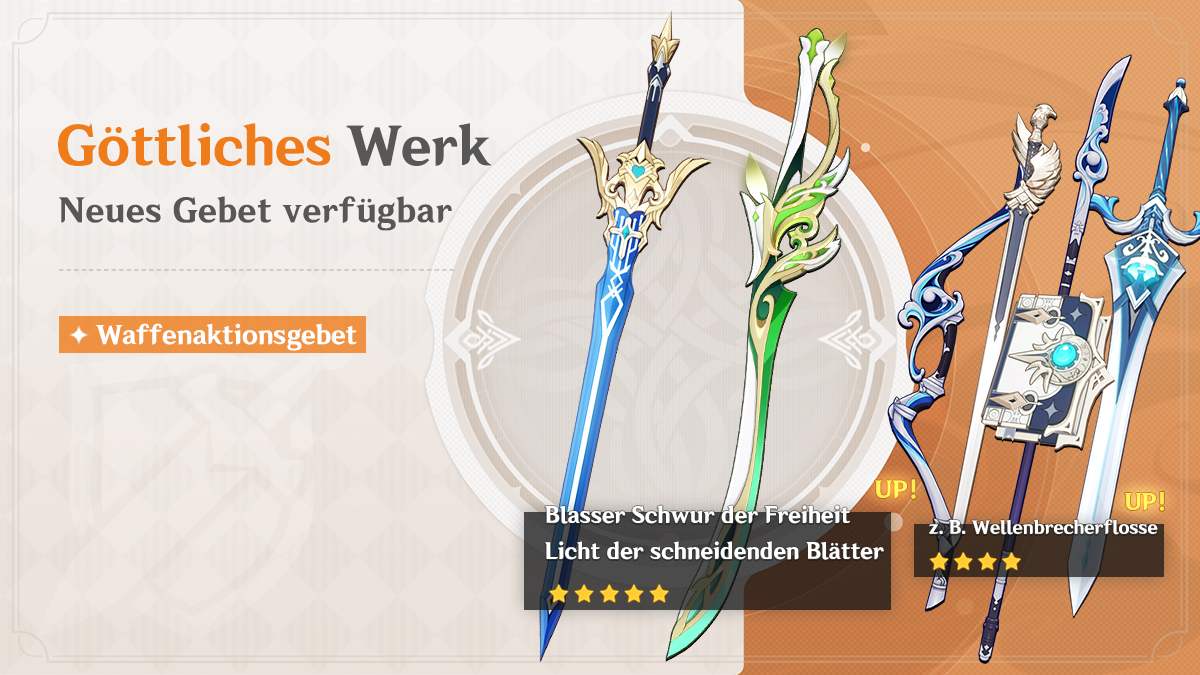 Göttliches Werk
Neues Gebet verfügbar
✦ Waffenaktionsgebet
UP!
Blasser Schwur der Freiheit
Licht der schneidenden Blätter
UP!
z. B. Wellenbrecherflosse